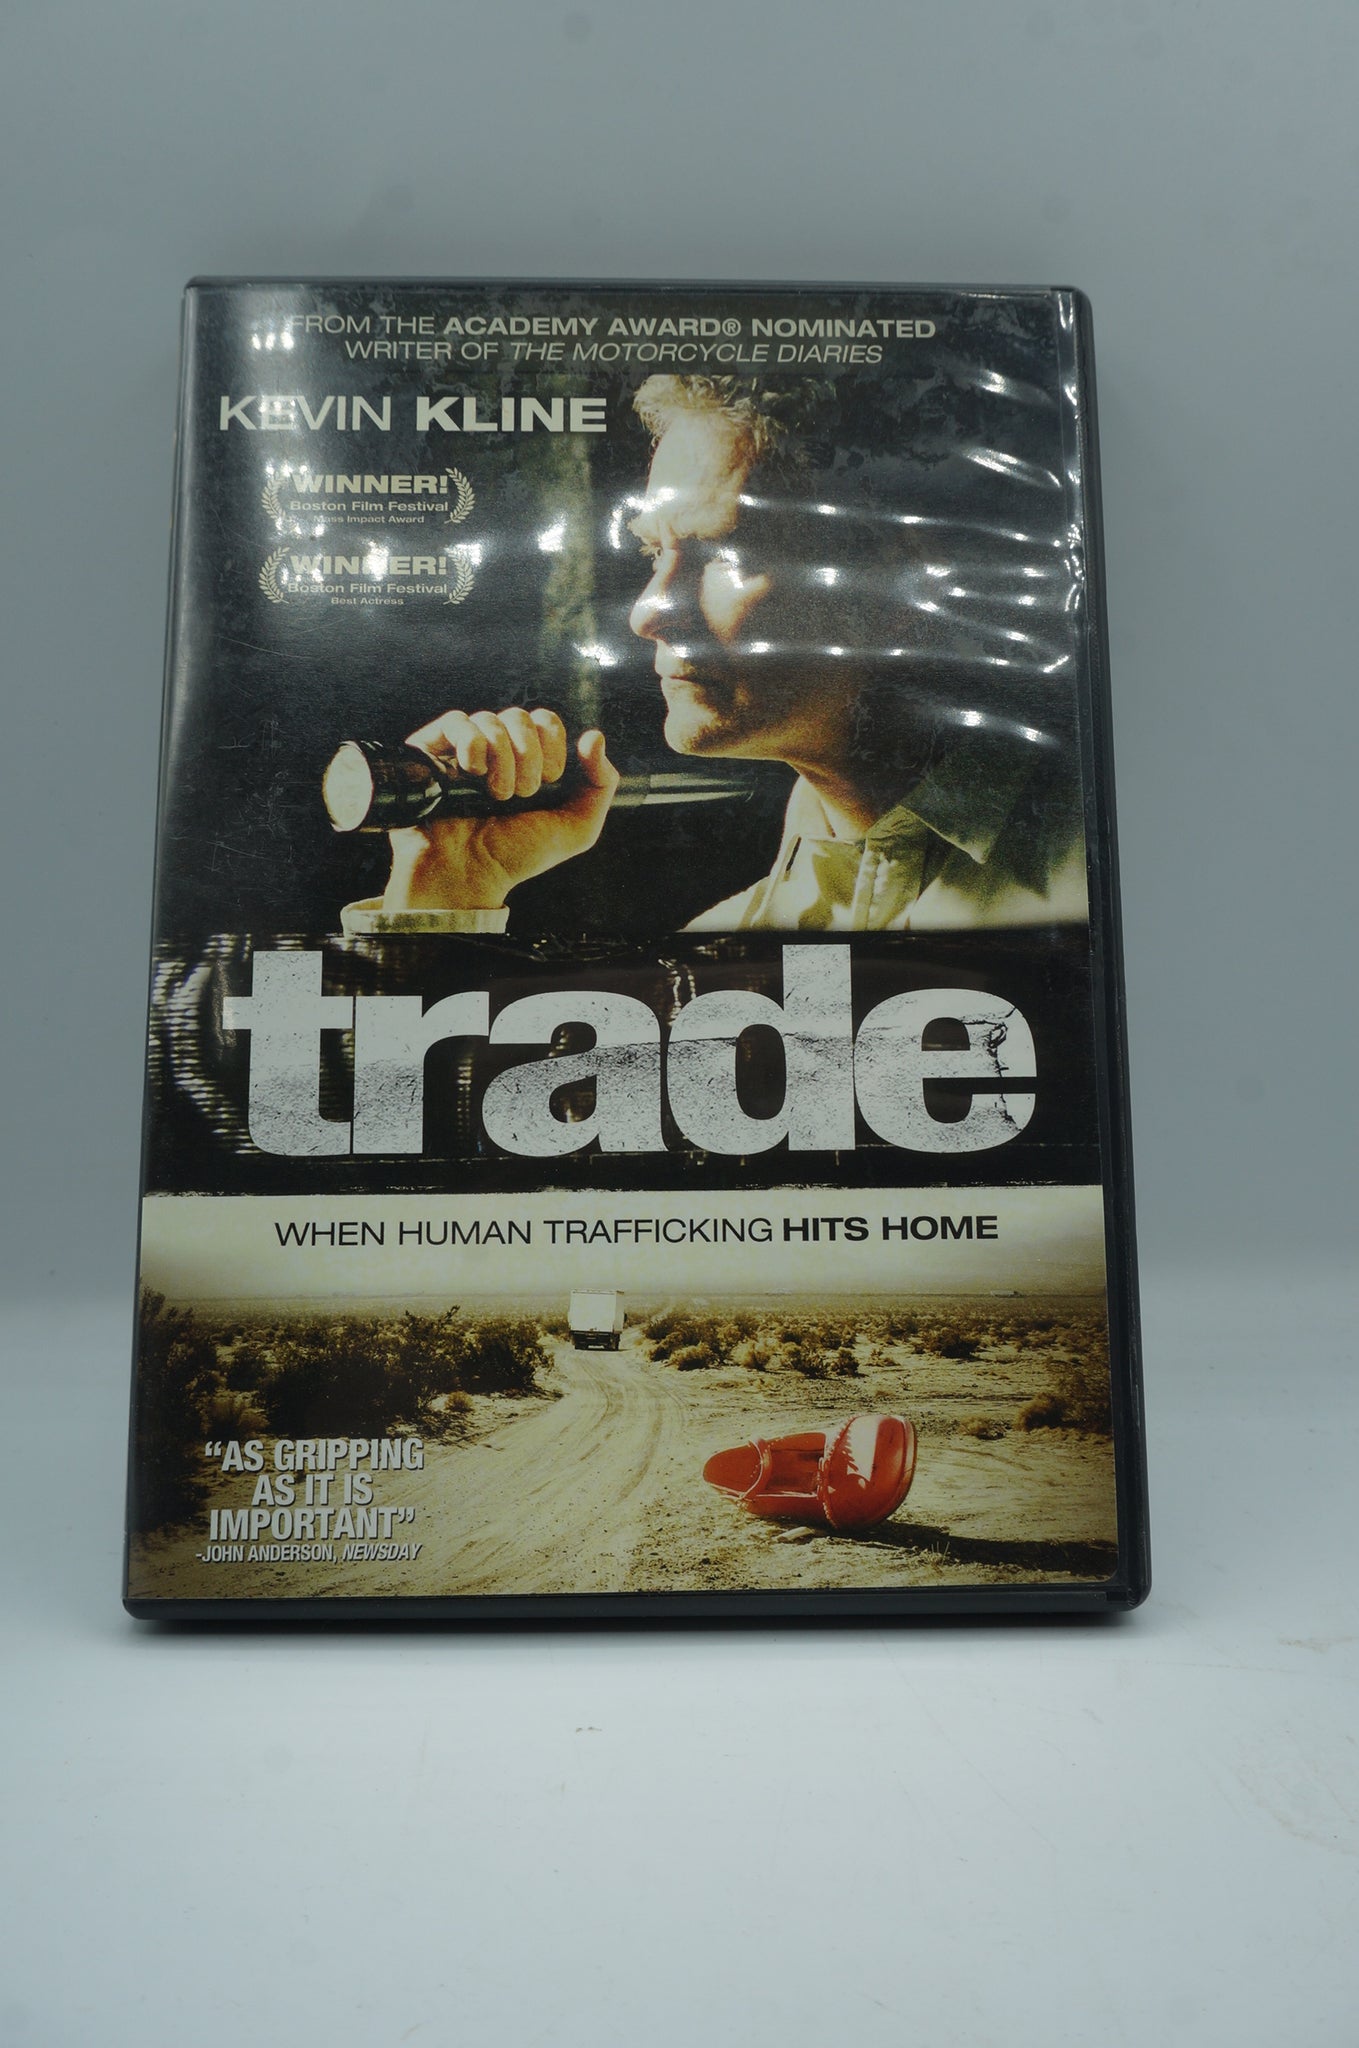 FROM THE ACADEMY AWARD® NOMINATED
WRITER OF THE MOTORCYCLE DIARIES
KEVIN KLINE
WINNER!
Boston Film Festival
Mass Impact Award
WINNER!
Boston Film Festival
Best Actress
trade
WHEN HUMAN TRAFFICKING HITS HOME
“AS GRIPPING
AS IT IS
IMPORTANT”
-JOHN ANDERSON, NEWSDAY